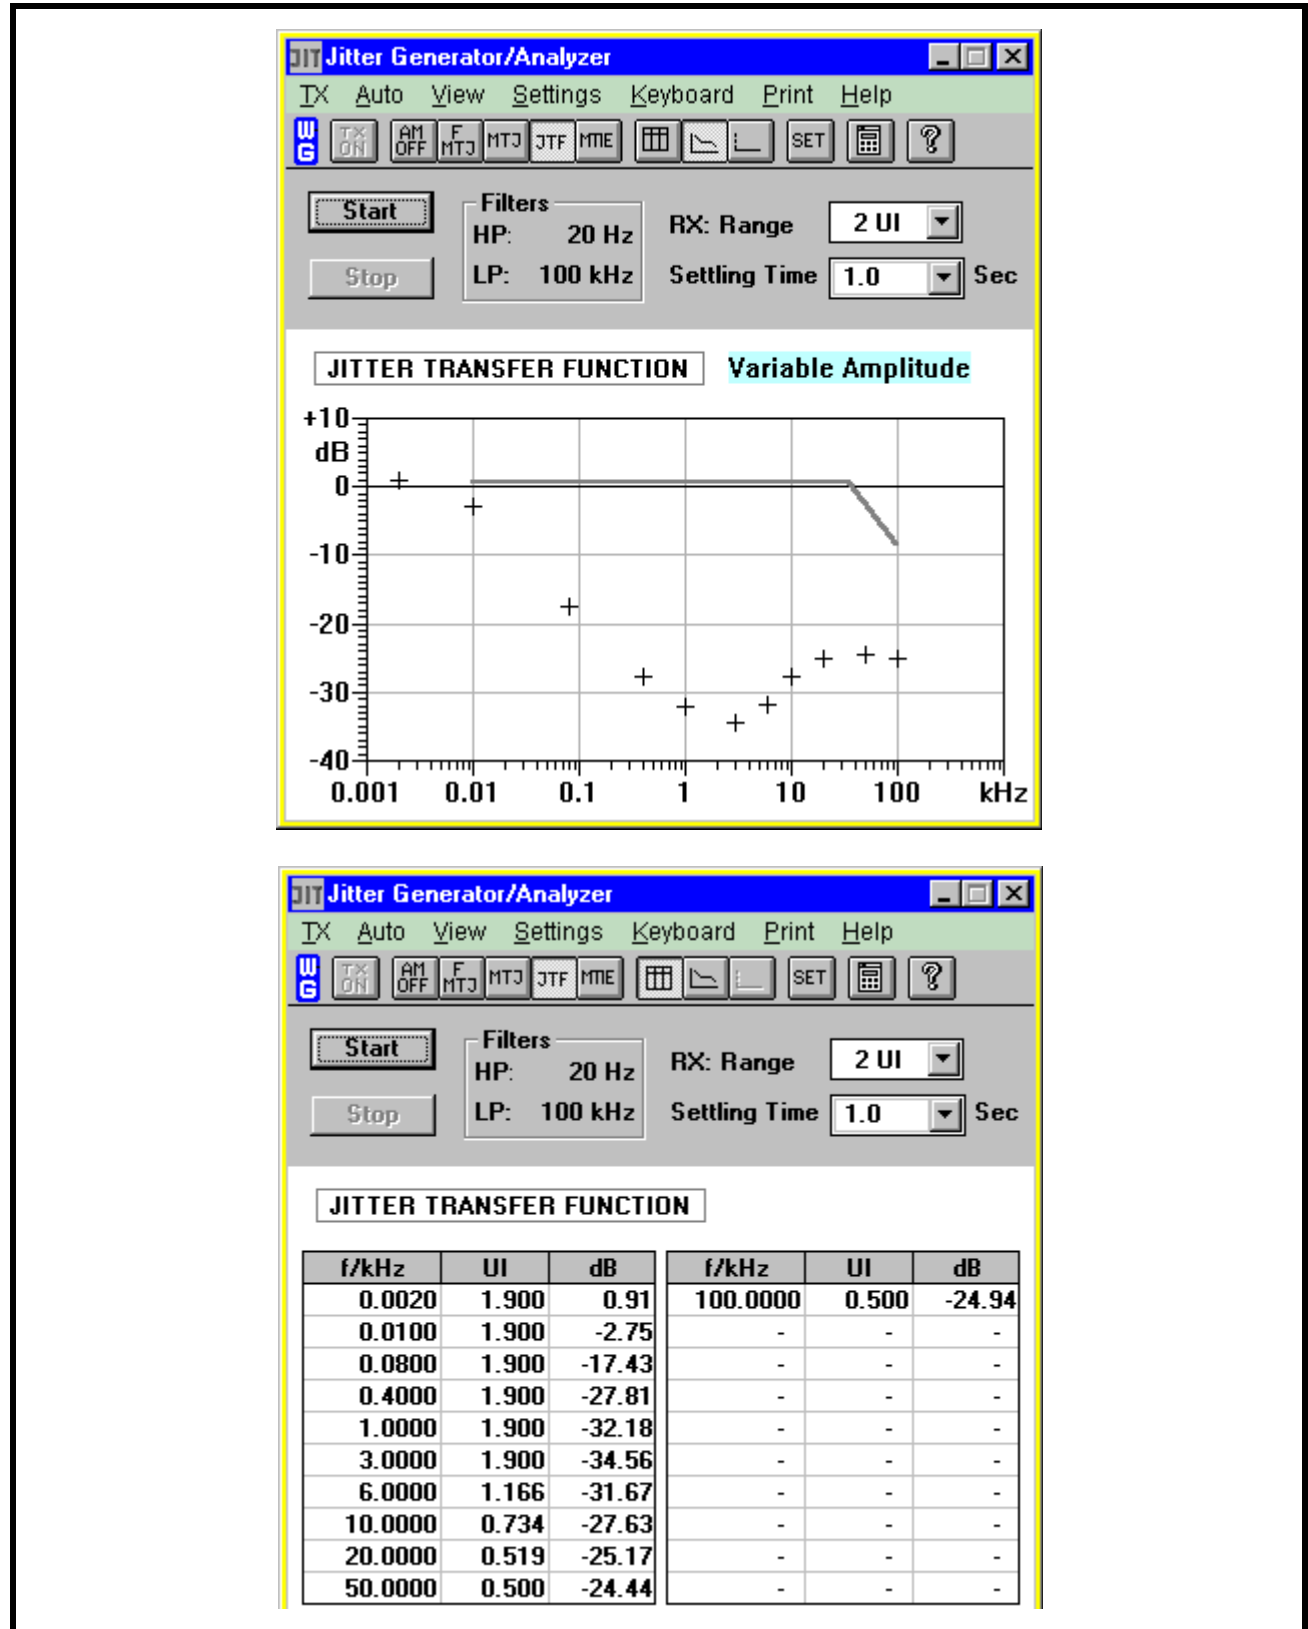 JIT Jitter Generator/Analyzer
TX Auto View Settings Keyboard Print Help
WG TX ON AM OFF F MTJ MTJ JTF MTIE SET ?
Start
Filters
HP: 20 Hz
RX: Range 2 UI
Stop
LP: 100 kHz
Settling Time 1.0 Sec
JITTER TRANSFER FUNCTION Variable Amplitude
+10
dB
0
-10
-20
-30
-40
0.001 0.01 0.1 1 10 100 kHz
JIT Jitter Generator/Analyzer
TX Auto View Settings Keyboard Print Help
WG TX ON AM OFF F MTJ MTJ JTF MTIE SET ?
Start
Filters
HP: 20 Hz
RX: Range 2 UI
Stop
LP: 100 kHz
Settling Time 1.0 Sec
JITTER TRANSFER FUNCTION
f/kHz UI dB f/kHz UI dB
0.0020 1.900 0.91 100.0000 0.500 -24.94
0.0100 1.900 -2.75 - - -
0.0800 1.900 -17.43 - - -
0.4000 1.900 -27.81 - - -
1.0000 1.900 -32.18 - - -
3.0000 1.900 -34.56 - - -
6.0000 1.166 -31.67 - - -
10.0000 0.734 -27.63 - - -
20.0000 0.519 -25.17 - - -
50.0000 0.500 -24.44 - - -